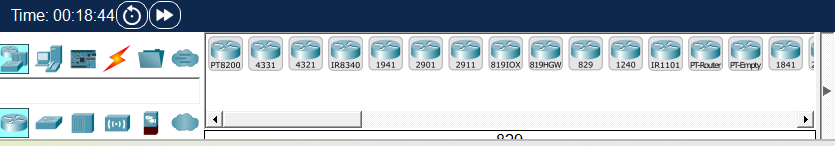 Time: 00:18:44
PT8200 4331 4321 IR8340 1941 2901 2911 819IOX 819HGW 829 1240 IR1101 PT-Router PT-Empty 1841
829